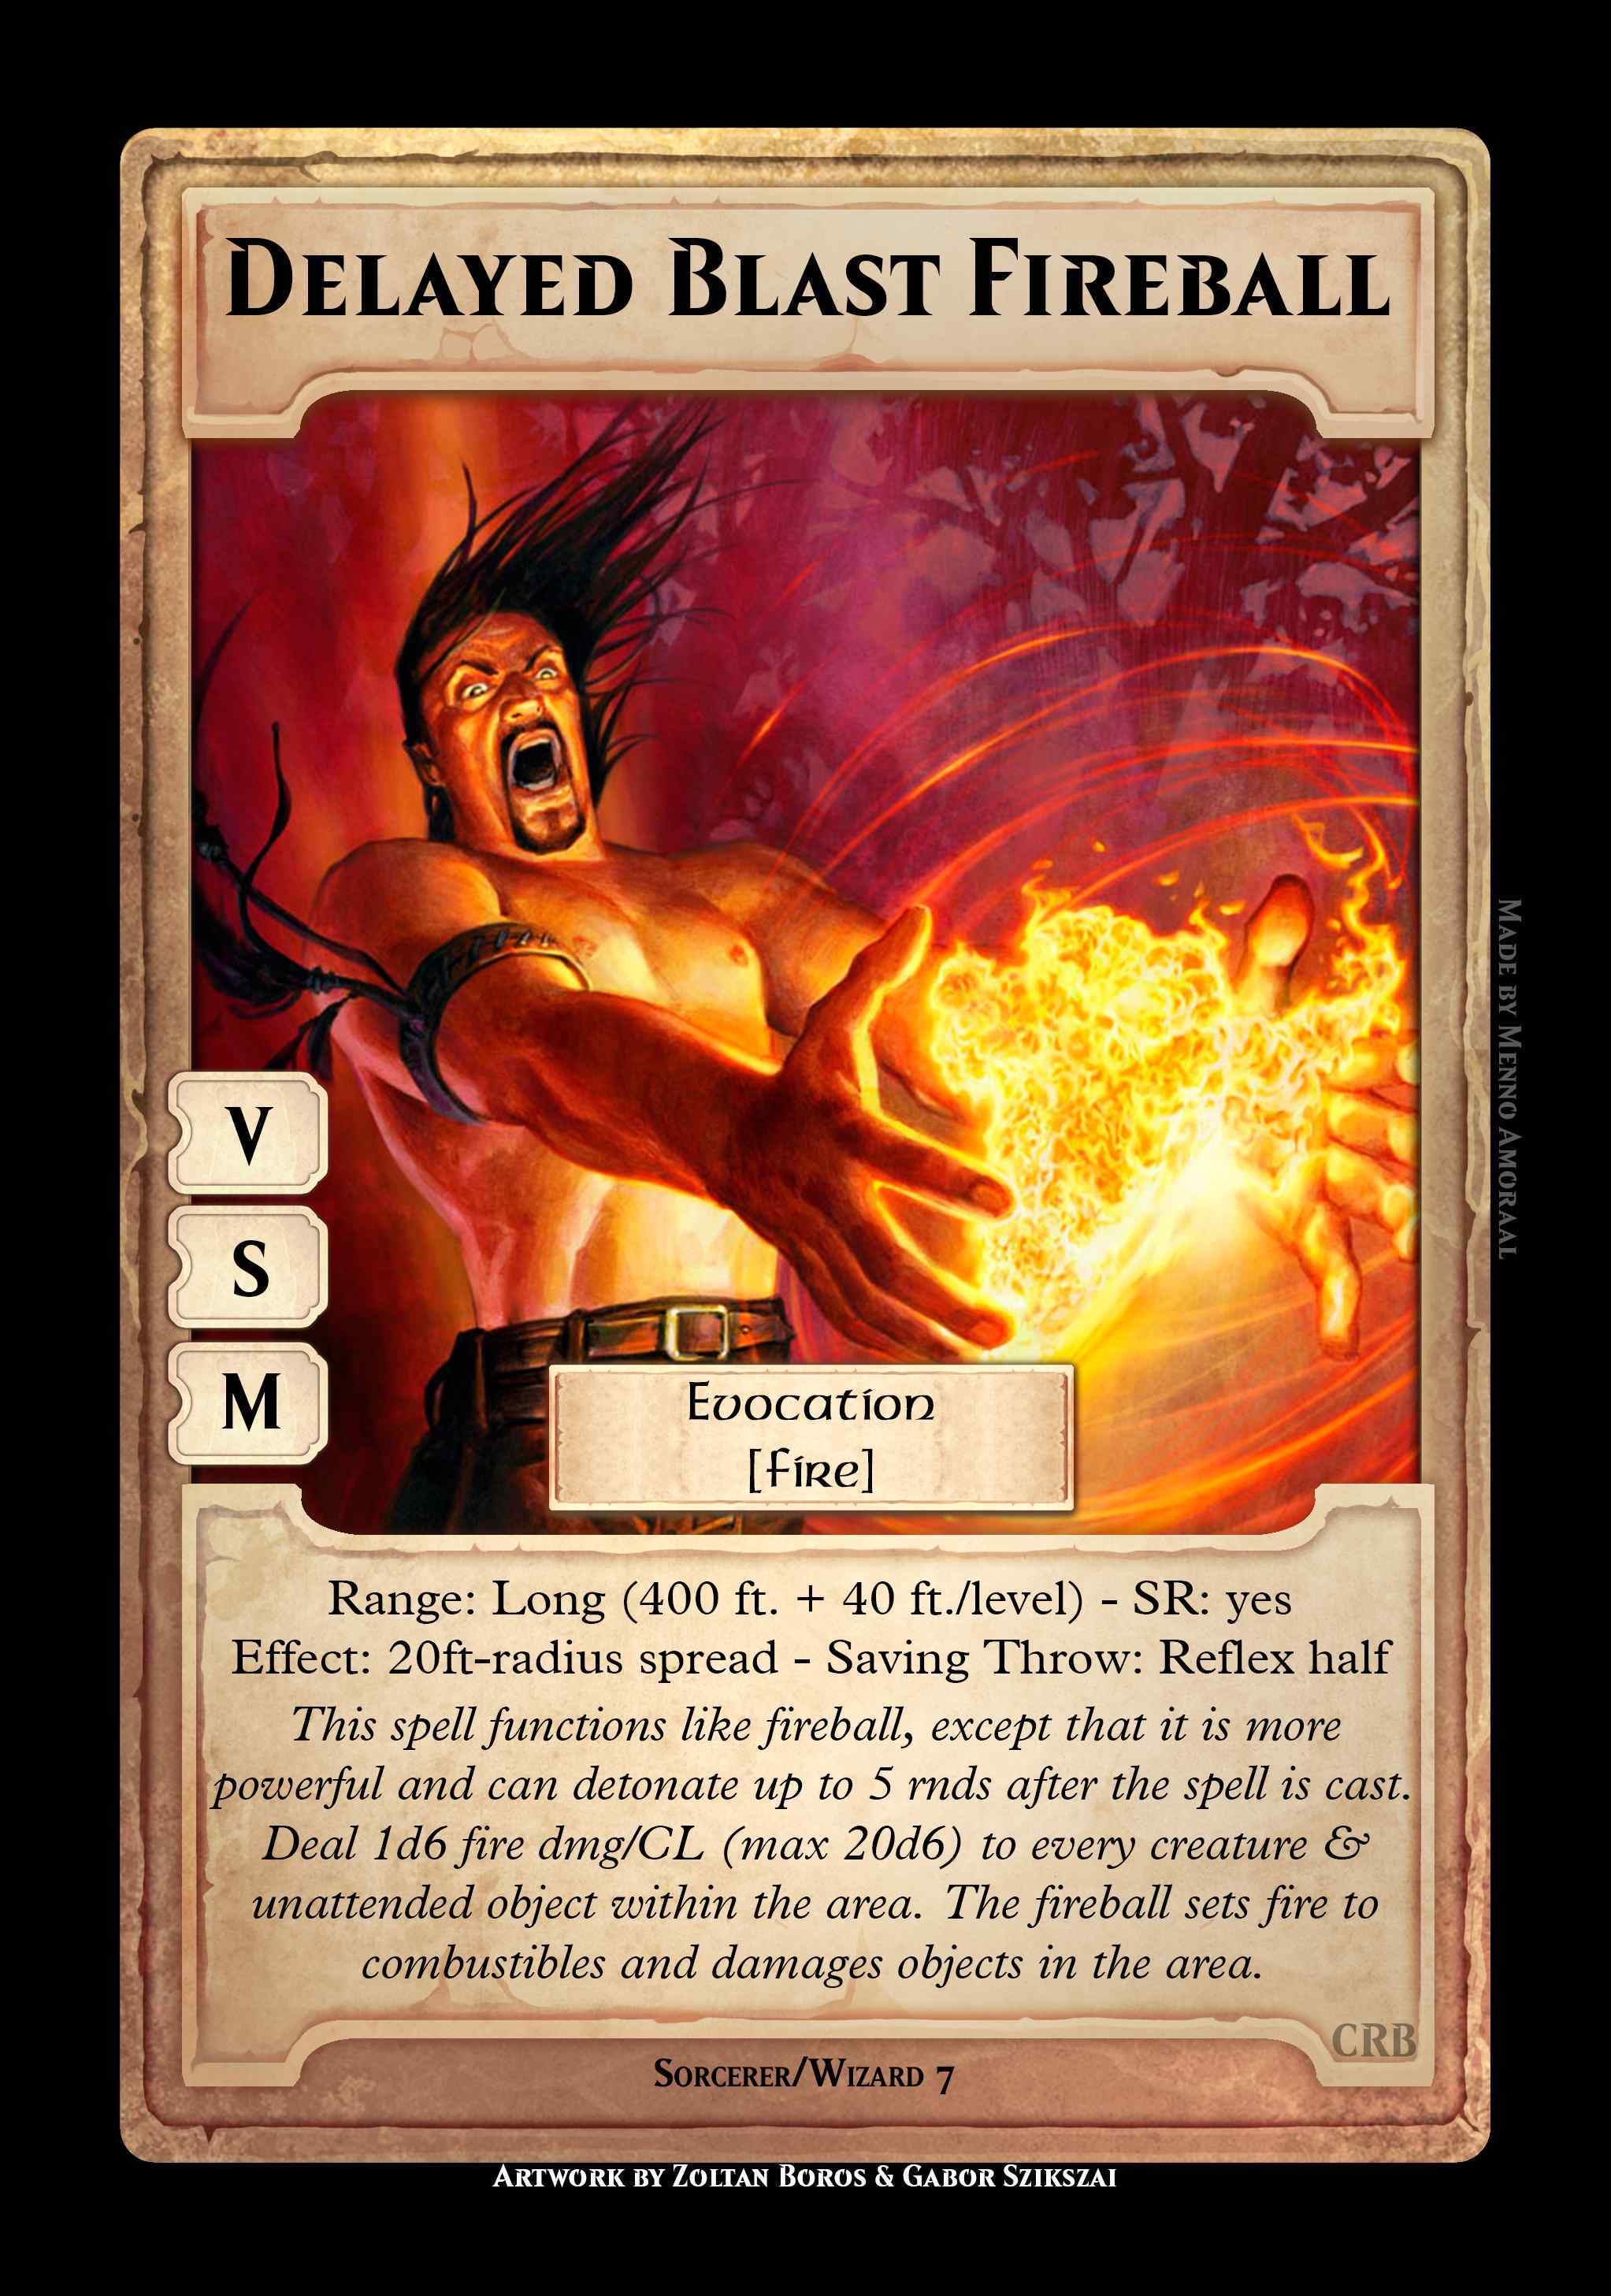 Delayed Blast Fireball
V
S
M
Evocation
[Fire]
Range: Long (400 ft. + 40 ft./level) - SR: yes
Effect: 20ft-radius spread - Saving Throw: Reflex half
This spell functions like fireball, except that it is more
powerful and can detonate up to 5 rnds after the spell is cast.
Deal 1d6 fire dmg/CL (max 20d6) to every creature &
unattended object within the area. The fireball sets fire to
combustibles and damages objects in the area.
CRB
Sorcerer/Wizard 7
Artwork by Zoltan Boros & Gabor Szikszai
Made by Menno Amoraal